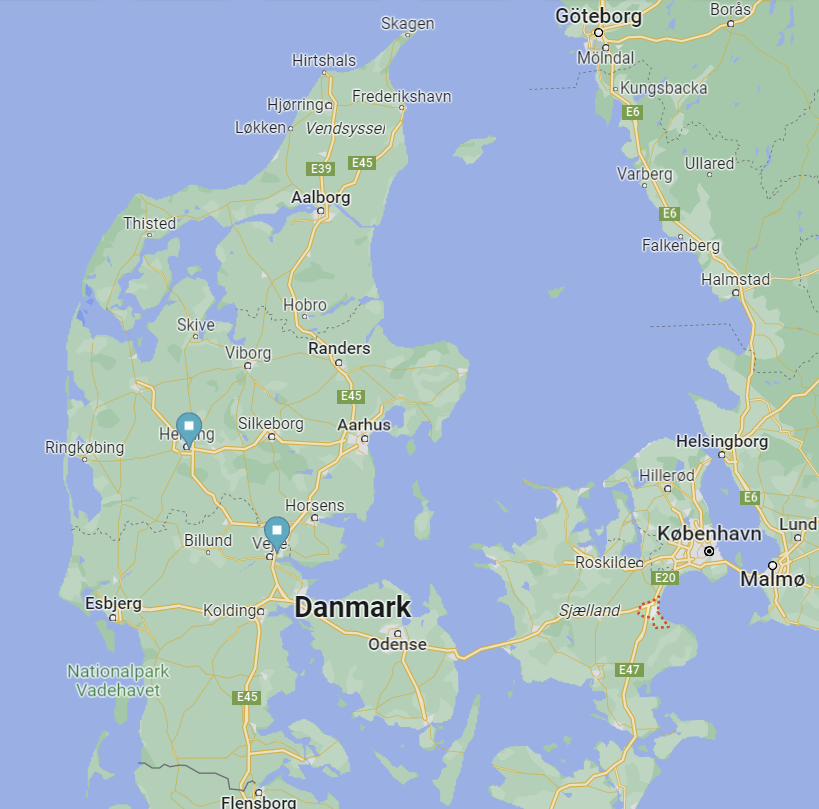 Skagen
Göteborg
Borås
Mölndal
Hirtshals
Kungsbacka
Hjørring
Frederikshavn
E6
Løkken
Vendsyssel
E39
E45
Ullared
Varberg
Aalborg
E6
Thisted
Falkenberg
Halmstad
Hobro
Skive
Viborg
Randers
E45
Silkeborg
Aarhus
Ringkøbing
Helsingborg
Hillerød
E6
Horsens
Billund
København
Lund
Roskilde
E20
Malmø
Esbjerg
Kolding
Danmark
Sjælland
Odense
Nationalpark
Vadehavet
E47
E45
Flensborg